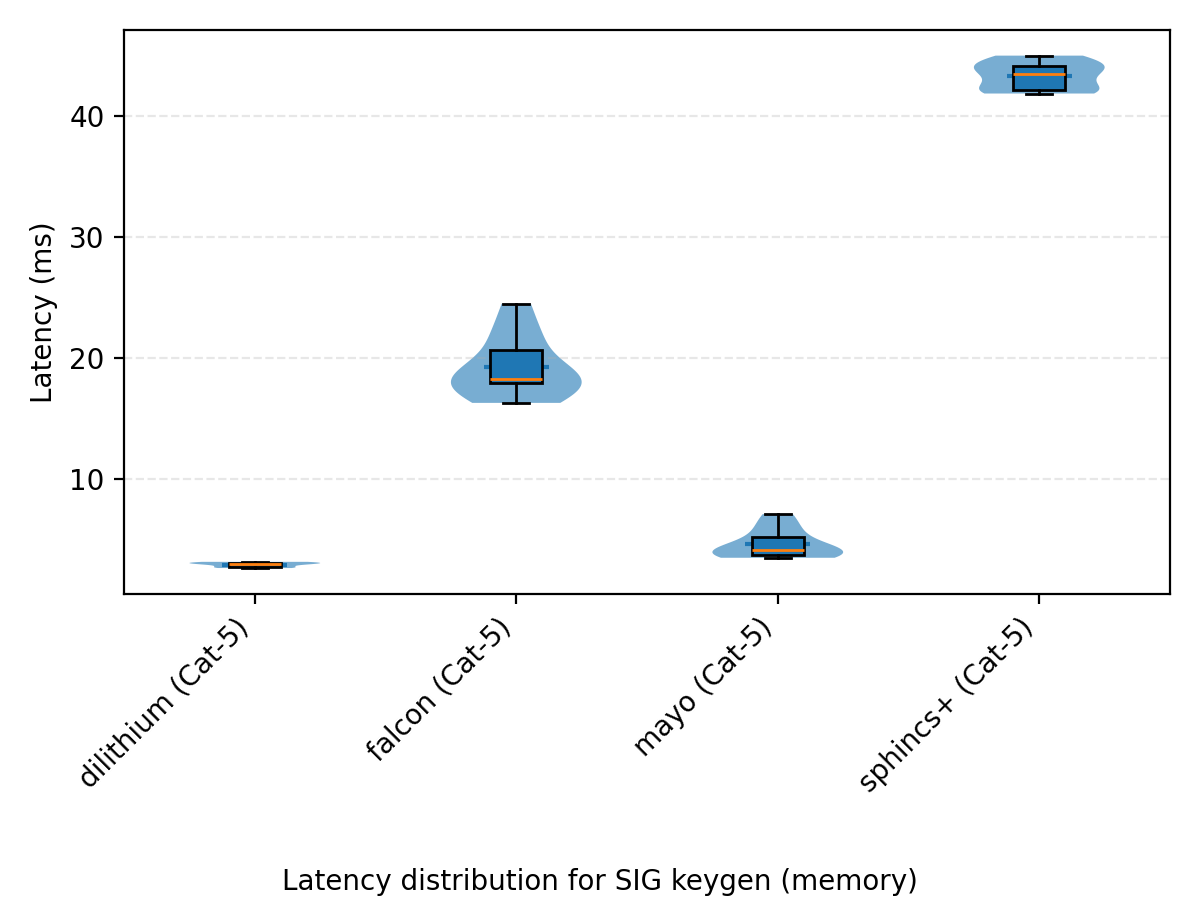 Latency (ms)
40
30
20
10
dilithium (Cat-5)
falcon (Cat-5)
mayo (Cat-5)
sphincs+ (Cat-5)
Latency distribution for SIG keygen (memory)